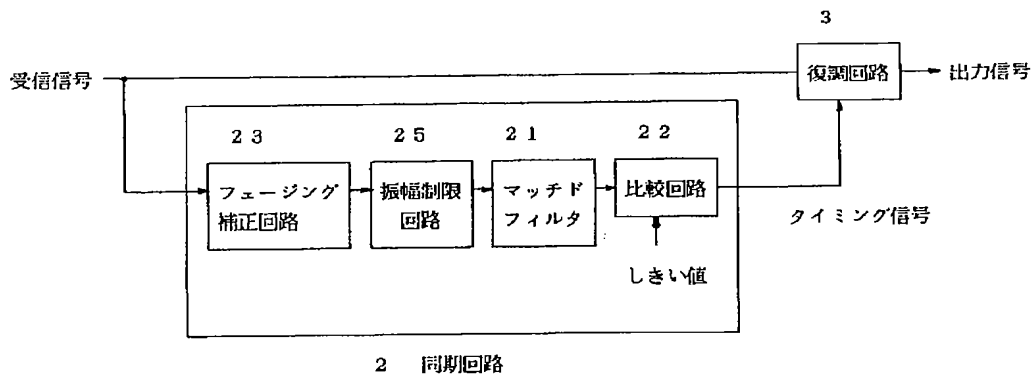 3
受信信号
復調回路
出力信号
23
25
21
22
フェージング
補正回路
振幅制限
回路
マッチド
フィルタ
比較回路
タイミング信号
しきい値
2 同期回路